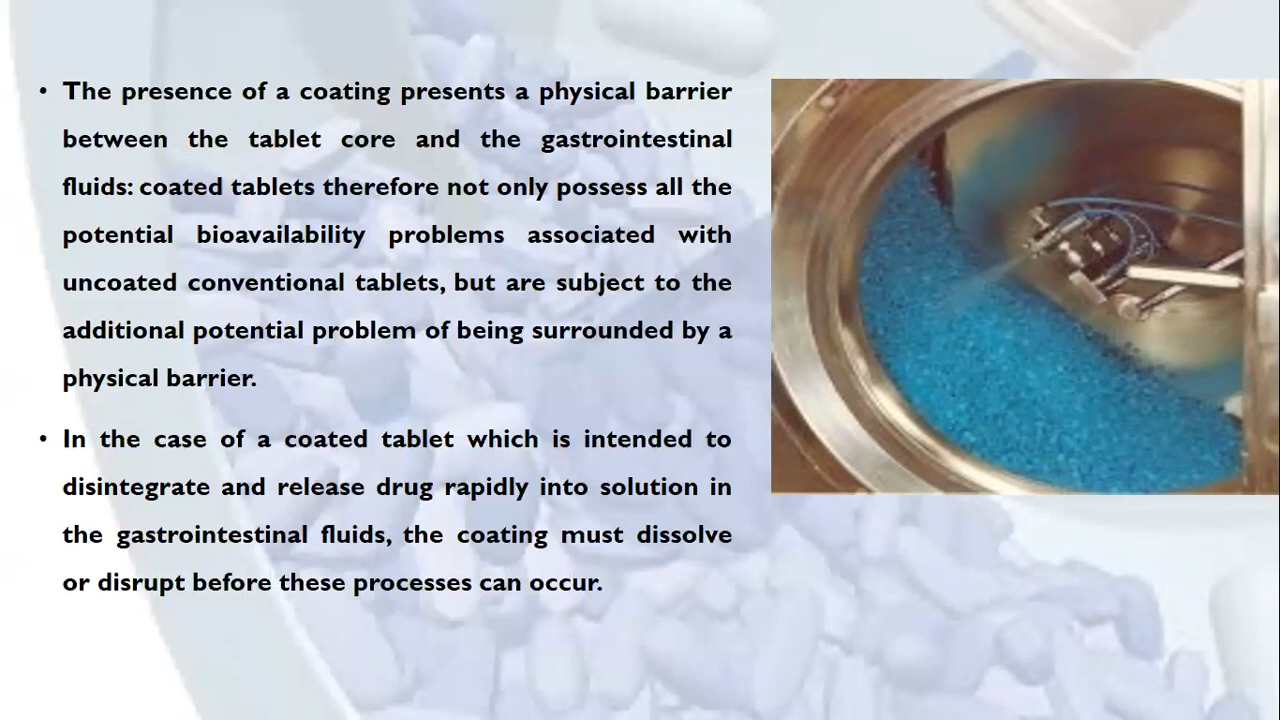 • The presence of a coating presents a physical barrier
between the tablet core and the gastrointestinal
fluids: coated tablets therefore not only possess all the
potential bioavailability problems associated with
uncoated conventional tablets, but are subject to the
additional potential problem of being surrounded by a
physical barrier.
• In the case of a coated tablet which is intended to
disintegrate and release drug rapidly into solution in
the gastrointestinal fluids, the coating must dissolve
or disrupt before these processes can occur.